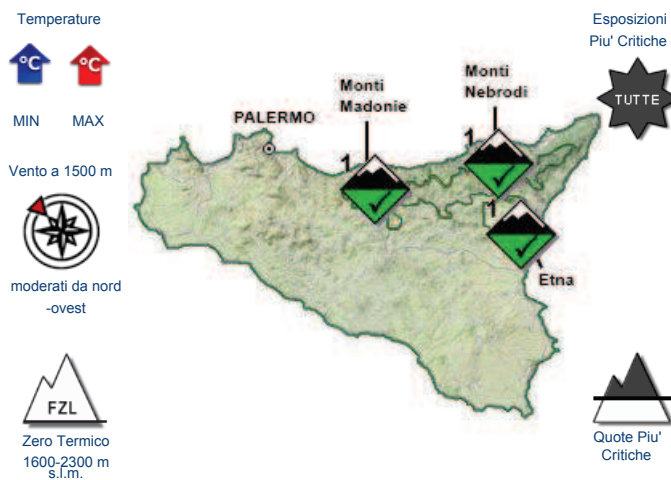 Temperature
°C °C
MIN MAX
Vento a 1500 m
moderati da nord
-ovest
FZL
Zero Termico
1600-2300 m
s.l.m.
PALERMO
Monti
Madonie
1
Monti
Nebrodi
1
1
Etna
Esposizioni
Piu' Critiche
TUTTE
Quote Piu'
Critiche